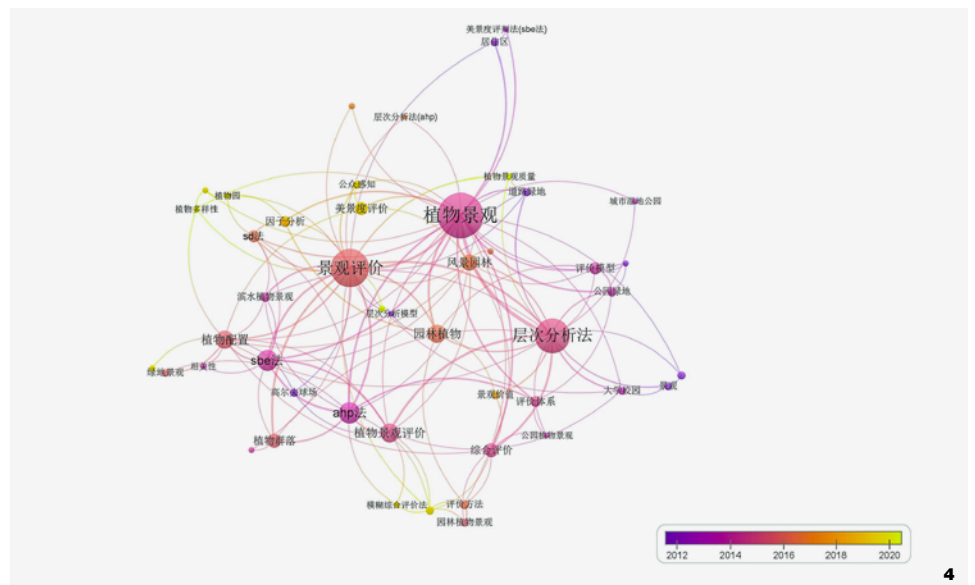 美景度评判法(sbe法)
居住区
层次分析法(ahp)
植物景观质量
公众感知
道路绿地
植物园
城市湿地公园
植物多样性
美景度评价
植物景观
因子分析
sd法
风景园林
景观评价
评价模型
公园绿地
滨水植物景观
层次分析模型
园林植物
层次分析法
植物配置
sbe法
相关性
绿地景观
景观
高尔夫球场
大学校园
景观价值
评价体系
ahp法
植物景观评价
公园植物景观
植物群落
综合评价
模糊综合评价法
评价方法
园林植物景观
2012 2014 2016 2018 2020
4